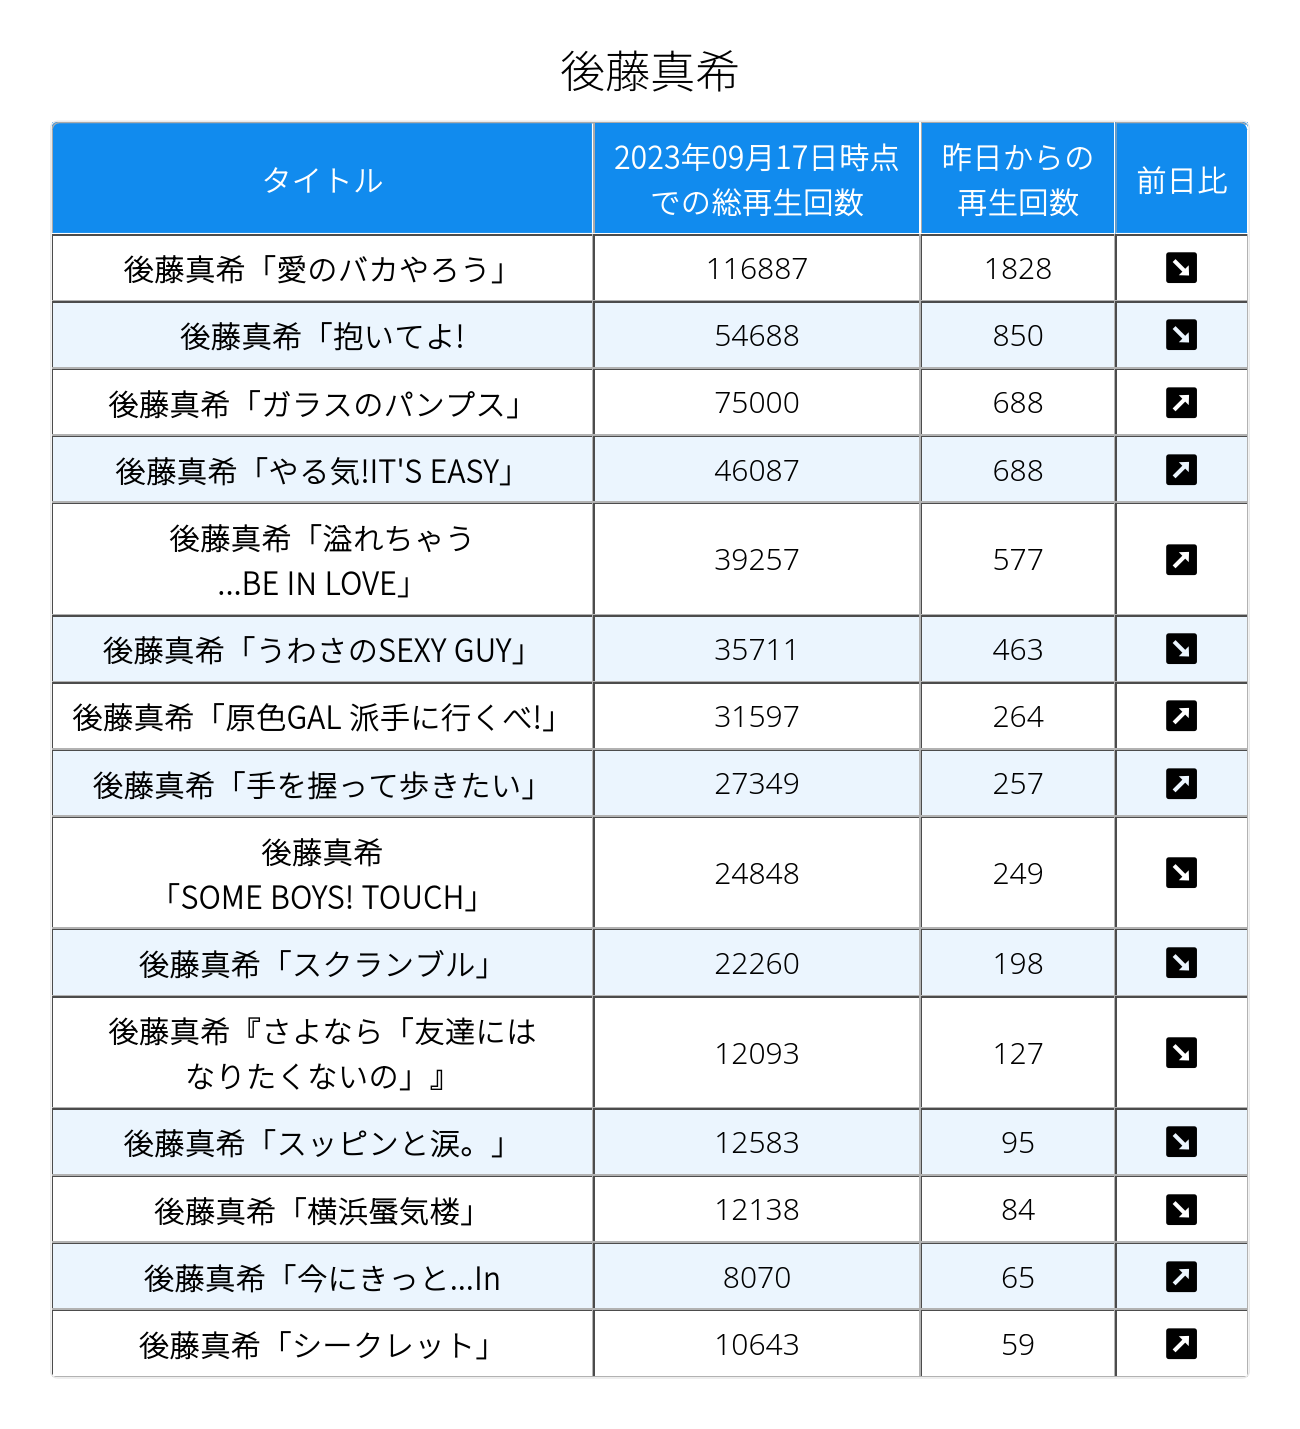 後藤真希
タイトル
2023年09月17日時点
での総再生回数
昨日からの
再生回数
前日比
後藤真希「愛のバカやろう」 116887 1828
後藤真希「抱いてよ! 54688 850
後藤真希「ガラスのパンプス」 75000 688
後藤真希「やる気!IT'S EASY」 46087 688
後藤真希「溢れちゃう
...BE IN LOVE」 39257 577
後藤真希「うわさのSEXY GUY」 35711 463
後藤真希「原色GAL 派手に行くべ!」 31597 264
後藤真希「手を握って歩きたい」 27349 257
後藤真希
「SOME BOYS! TOUCH」 24848 249
後藤真希「スクランブル」 22260 198
後藤真希『さよなら「友達には
なりたくないの」』 12093 127
後藤真希「スッピンと涙。」 12583 95
後藤真希「横浜蜃気楼」 12138 84
後藤真希「今にきっと...In 8070 65
後藤真希「シークレット」 10643 59